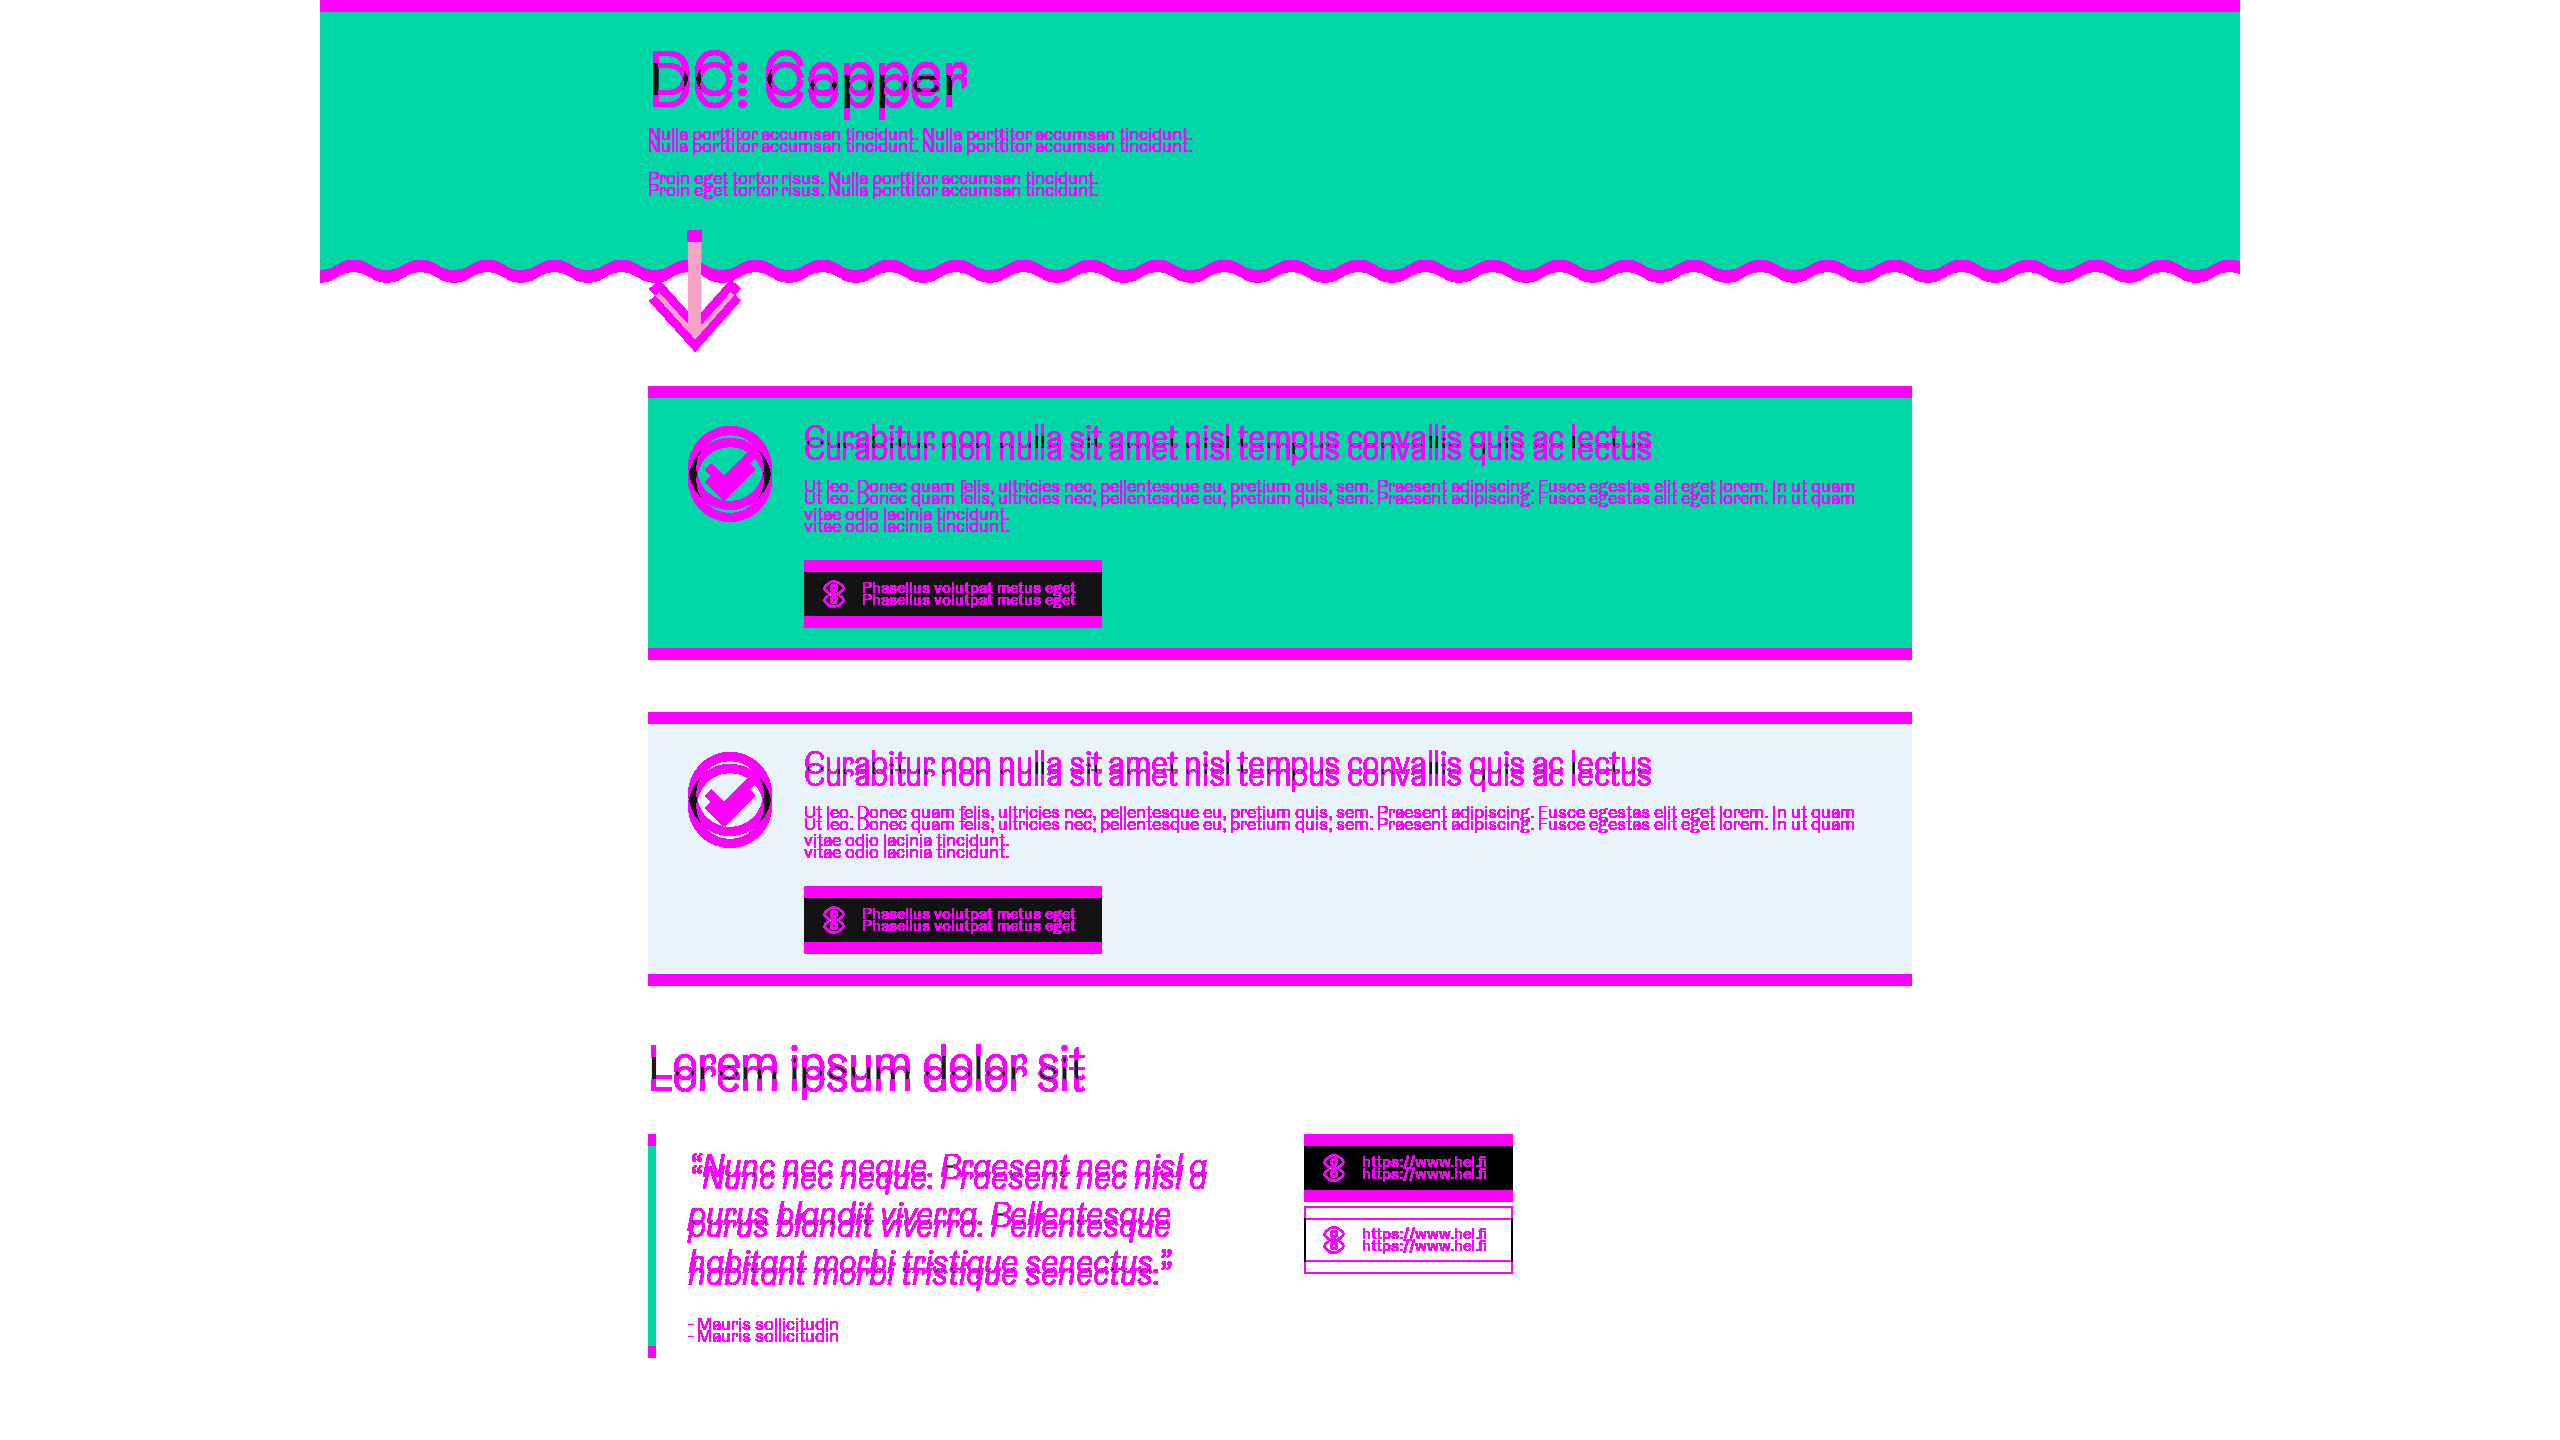 DC: Copper
Nulla porttitor accumsan tincidunt. Nulla porttitor accumsan tincidunt.
Proin eget tortor risus. Nulla porttitor accumsan tincidunt.
Curabitur non nulla sit amet nisl tempus convallis quis ac lectus
Ut leo. Donec quam felis, ultricies nec, pellentesque eu, pretium quis, sem. Praesent adipiscing. Fusce egestas elit eget lorem. In ut quam
vitae odio lacinia tincidunt.
Phasellus volutpat metus eget
Curabitur non nulla sit amet nisl tempus convallis quis ac lectus
Ut leo. Donec quam felis, ultricies nec, pellentesque eu, pretium quis, sem. Praesent adipiscing. Fusce egestas elit eget lorem. In ut quam
vitae odio lacinia tincidunt.
Phasellus volutpat metus eget
Lorem ipsum dolor sit
“Nunc nec neque. Praesent nec nisl a
purus blandit viverra. Pellentesque
habitant morbi tristique senectus.”
- Mauris sollicitudin
https://www.hel.fi
https://www.hel.fi